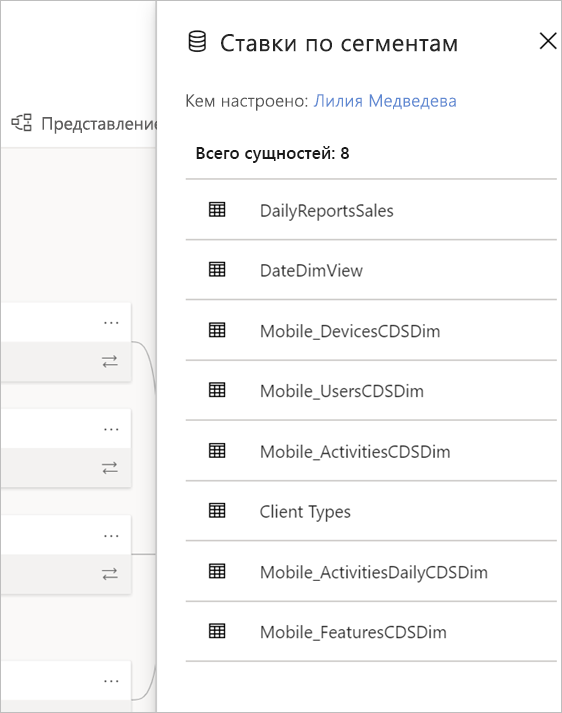 Ставки по сегментам
Представление
Кем настроено: Лилия Медведева
Всего сущностей: 8
DailyReportsSales
DateDimView
Mobile_DevicesCDSDim
Mobile_UsersCDSDim
Mobile_ActivitiesCDSDim
Client Types
Mobile_ActivitiesDailyCDSDim
Mobile_FeaturesCDSDim